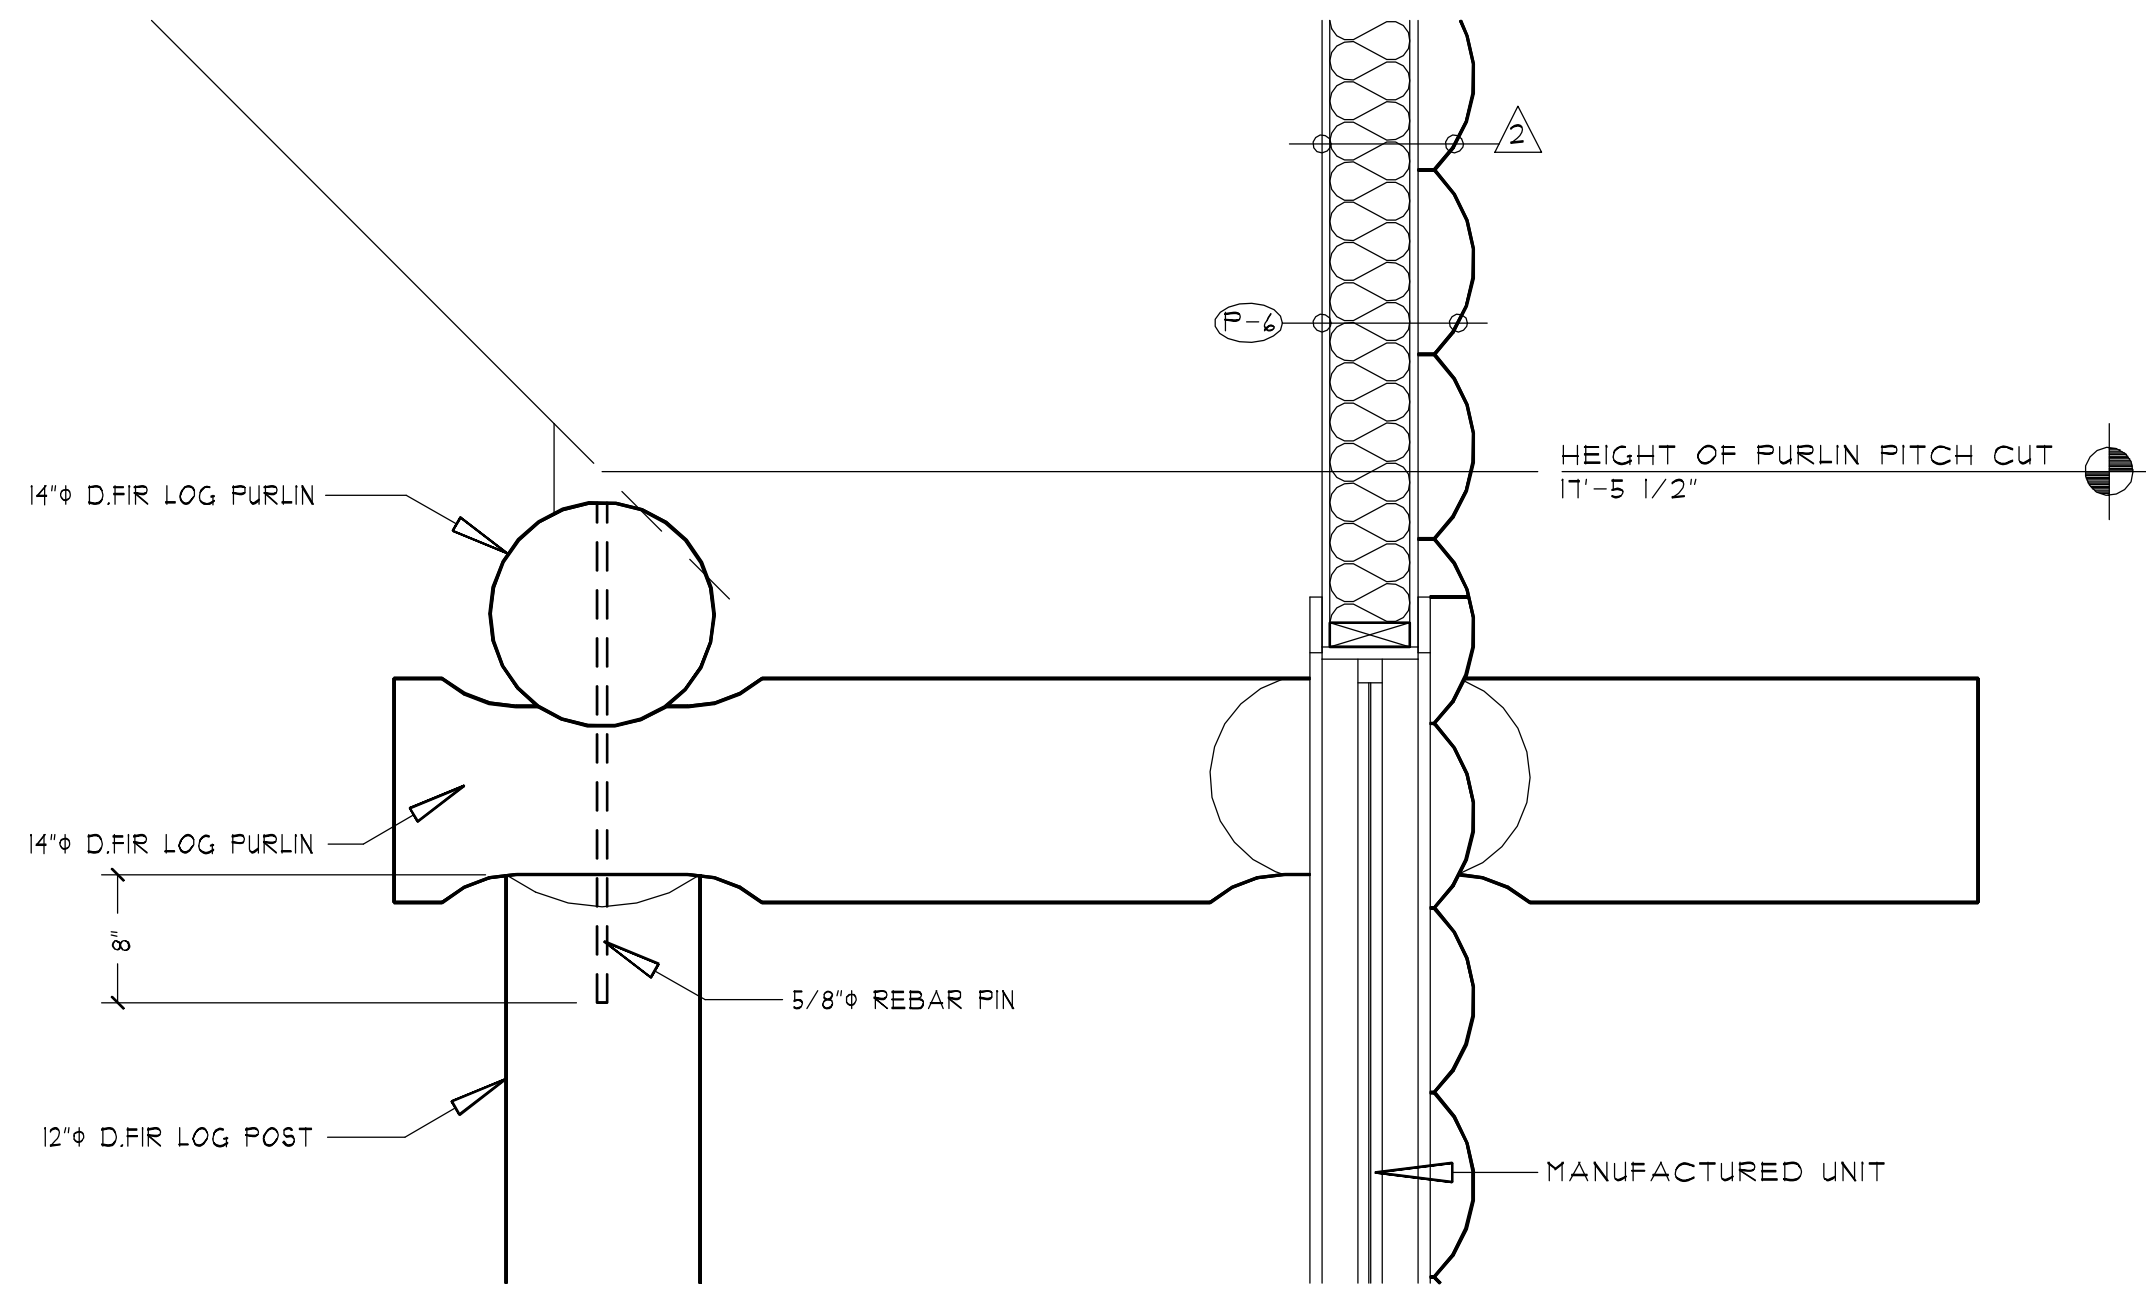 2
P-6
HEIGHT OF PURLIN PITCH CUT
17'-5 1/2"
14"ϕ D.FIR LOG PURLIN
14"ϕ D.FIR LOG PURLIN
8"
5/8"ϕ REBAR PIN
12"ϕ D.FIR LOG POST
MANUFACTURED UNIT